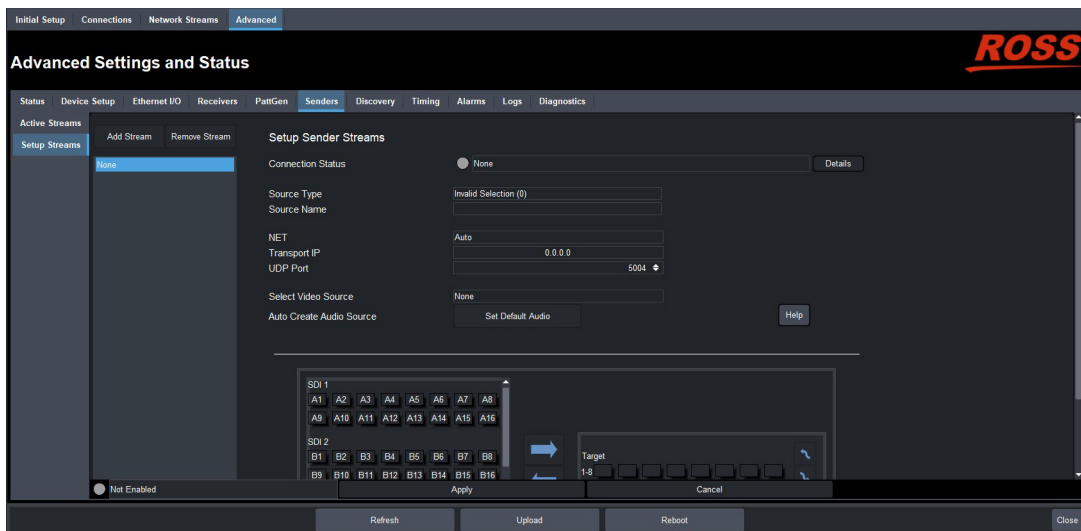 Initial Setup Connections Network Streams Advanced
ROSS
Advanced Settings and Status
Status Device Setup Ethernet I/O Receivers PattGen Senders Discovery Timing Alarms Logs Diagnostics
Active Streams
Setup Streams
Add Stream Remove Stream
None
Setup Sender Streams
Connection Status None Details
Source Type Invalid Selection (0)
Source Name
NET Auto
Transport IP 0.0.0.0
UDP Port 5004
Select Video Source None
Auto Create Audio Source Set Default Audio Help
SDI 1
A1 A2 A3 A4 A5 A6 A7 A8
A9 A10 A11 A12 A13 A14 A15 A16
SDI 2
B1 B2 B3 B4 B5 B6 B7 B8
B9 B10 B11 B12 B13 B14 B15 B16
Target
1-8
Not Enabled Apply Cancel
Refresh Upload Reboot Close